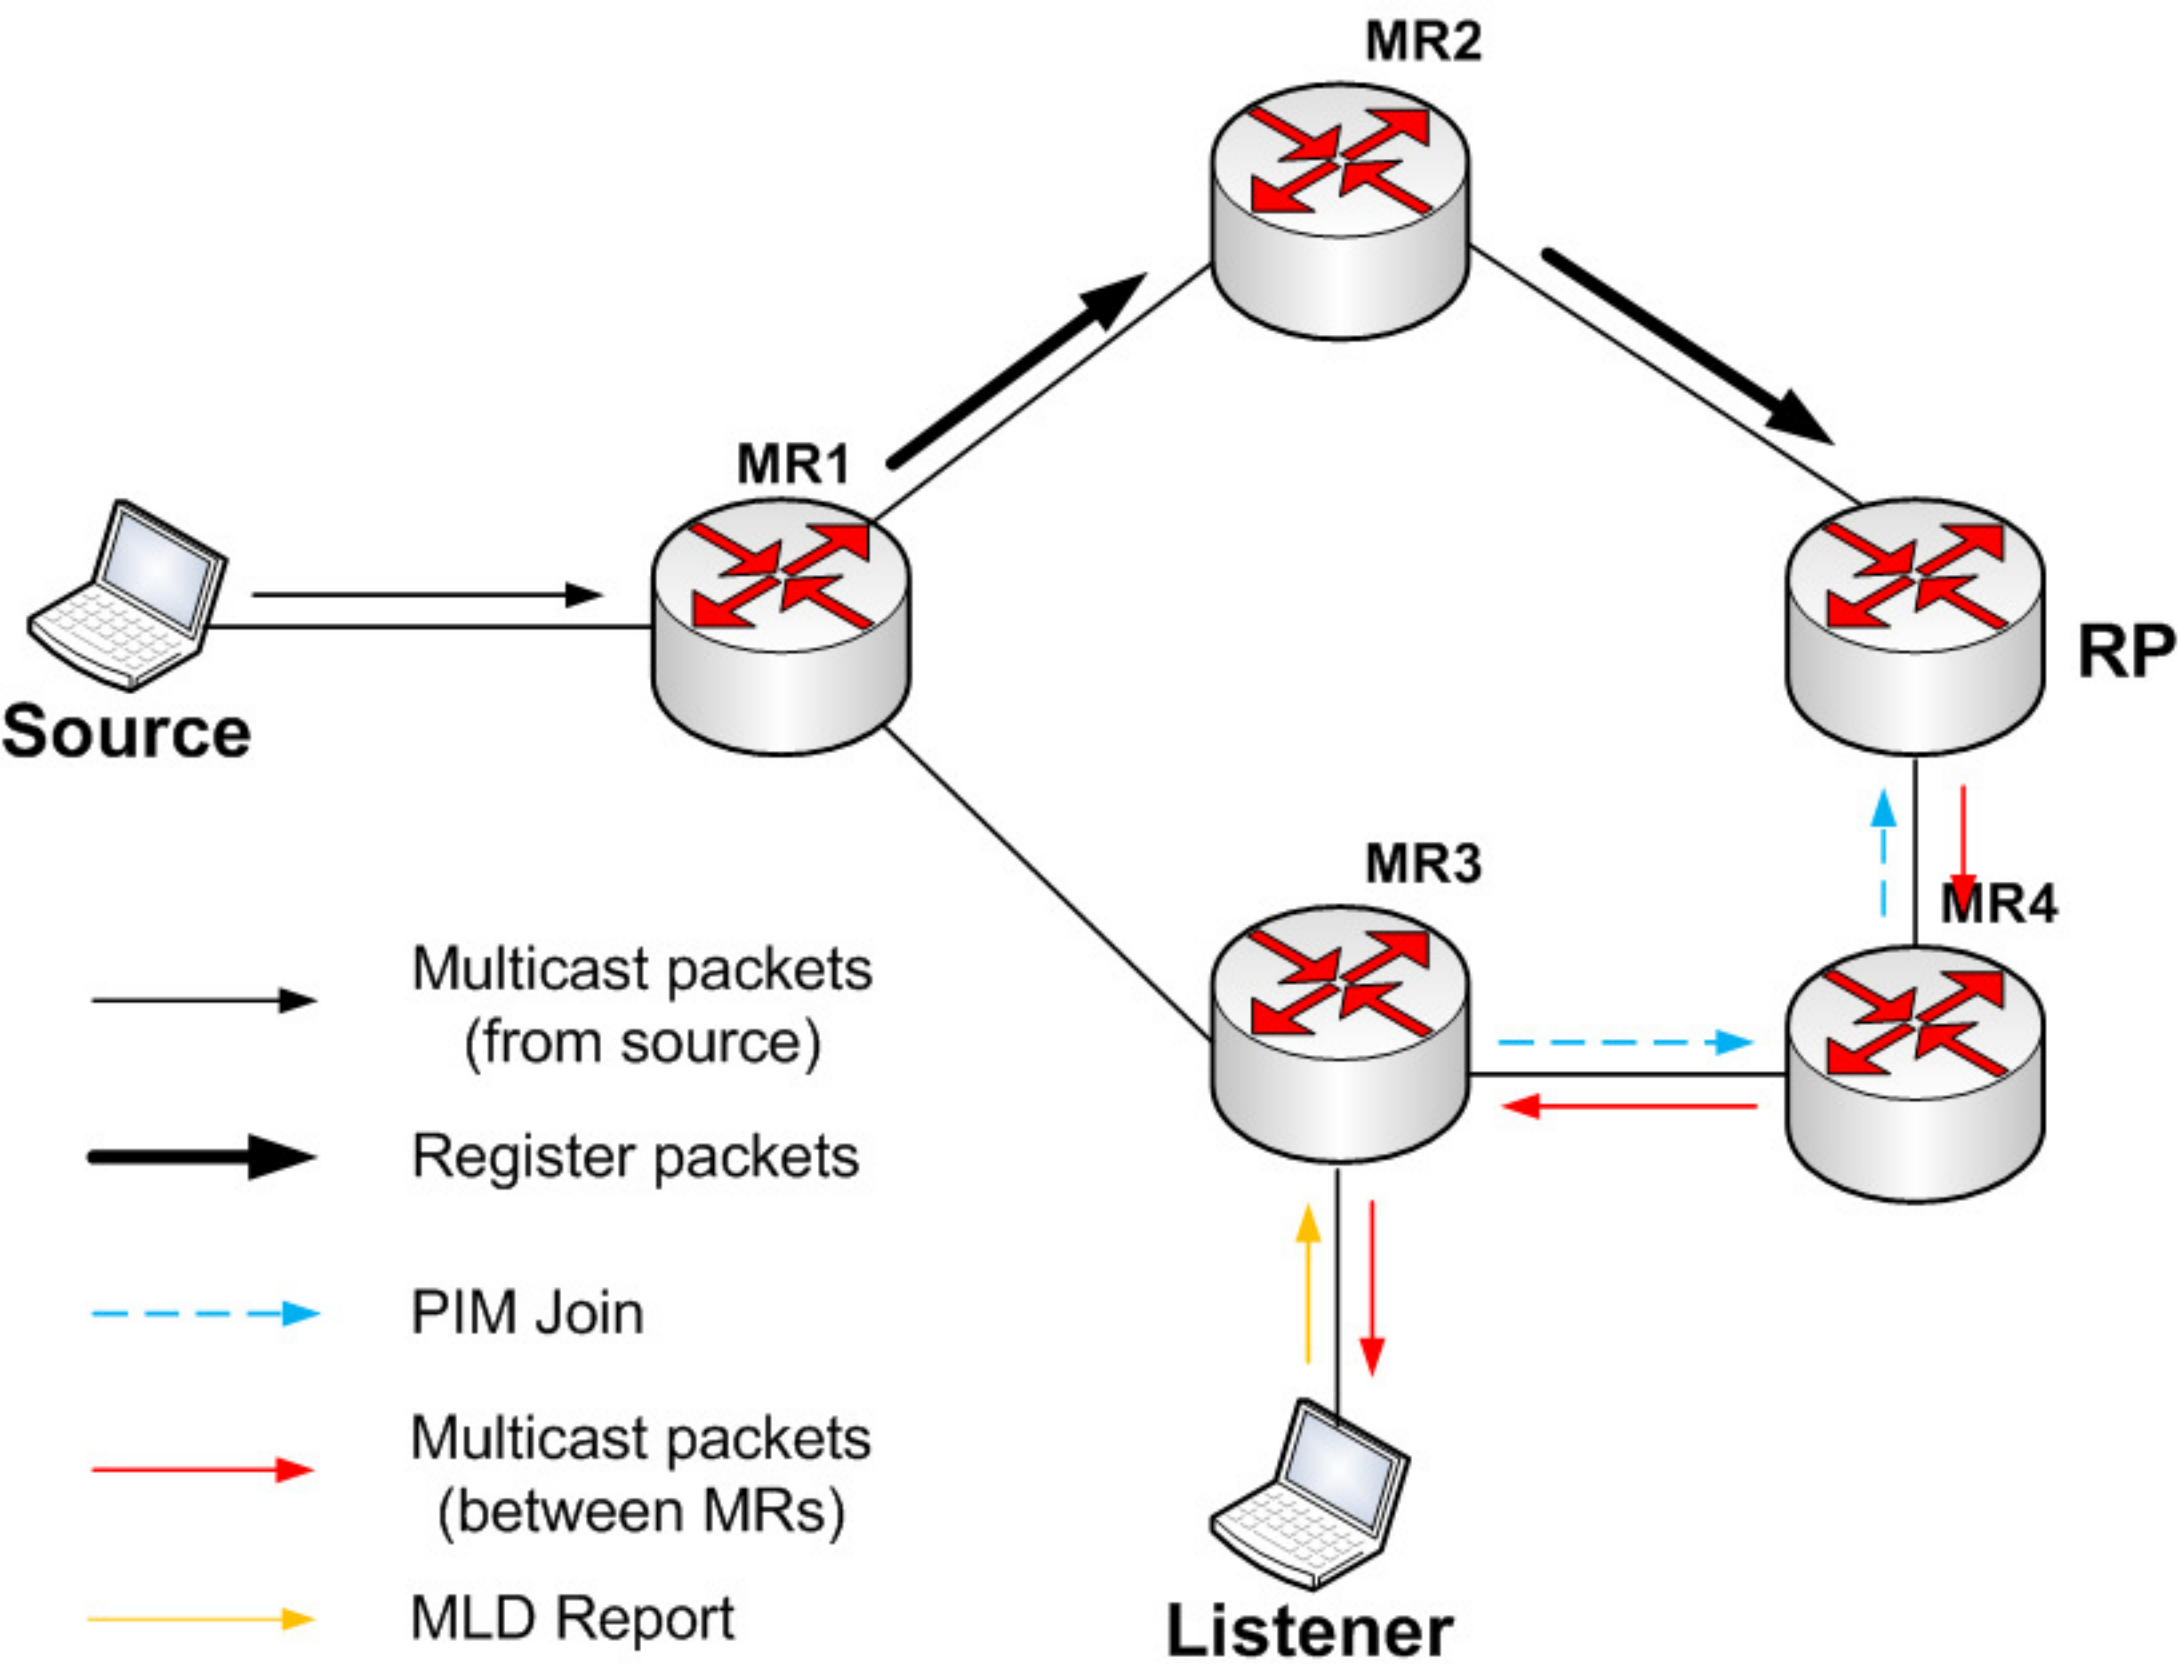 MR2
MR1
RP
Source
MR3
MR4
Multicast packets
(from source)
Register packets
PIM Join
Multicast packets
(between MRs)
MLD Report
Listener